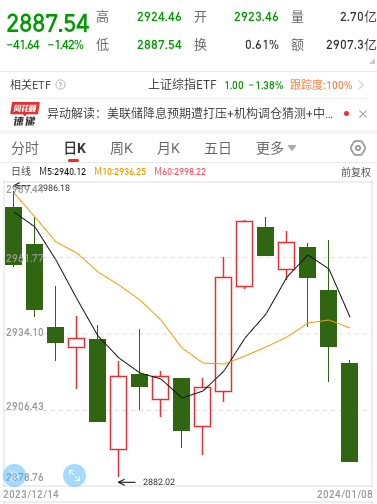 2887.54
高 2924.46 开 2923.46 量 2.70亿
-41.64 -1.42% 低 2887.54 换 0.61% 额 2907.3亿
相关ETF ? 上证综指ETF 1.00 -1.38% 跟踪度:100%
同花顺 速递 异动解读：美联储降息预期遭打压+机构调仓猜测+中...
分时 日K 周K 月K 五日 更多
日线 M5:2940.12 M10:2936.25 M60:2998.22 前复权
2986.18
2961.77
2934.10
2906.43
2878.76
2882.02
2023/12/14 2024/01/08